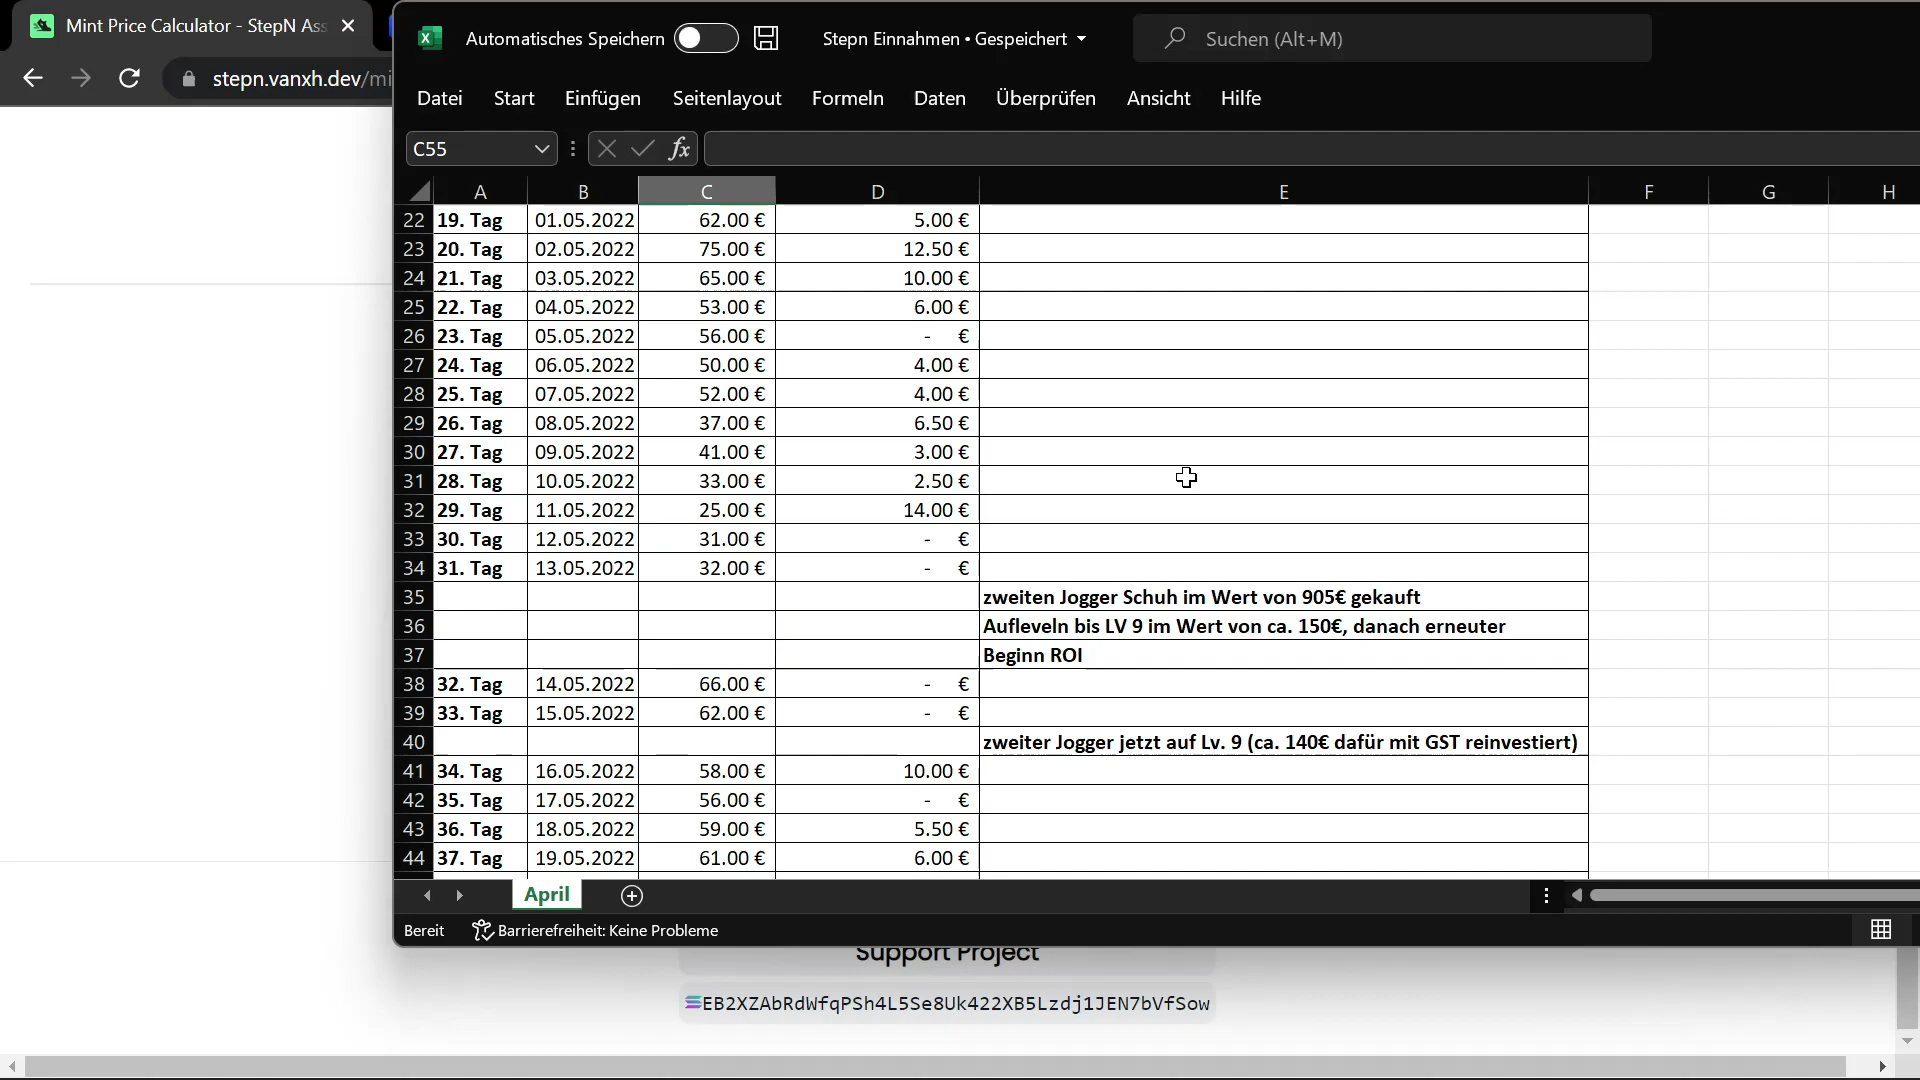 Mint Price Calculator - StepN Ass
stepn.vanxh.dev/mi
Automatisches Speichern
Stepn Einnahmen • Gespeichert
Suchen (Alt+M)
Datei Start Einfügen Seitenlayout Formeln Daten Überprüfen Ansicht Hilfe
C55 fx
A B C D E F G H
22 19. Tag 01.05.2022 62.00 € 5.00 €
23 20. Tag 02.05.2022 75.00 € 12.50 €
24 21. Tag 03.05.2022 65.00 € 10.00 €
25 22. Tag 04.05.2022 53.00 € 6.00 €
26 23. Tag 05.05.2022 56.00 € - €
27 24. Tag 06.05.2022 50.00 € 4.00 €
28 25. Tag 07.05.2022 52.00 € 4.00 €
29 26. Tag 08.05.2022 37.00 € 6.50 €
30 27. Tag 09.05.2022 41.00 € 3.00 €
31 28. Tag 10.05.2022 33.00 € 2.50 €
32 29. Tag 11.05.2022 25.00 € 14.00 €
33 30. Tag 12.05.2022 31.00 € - €
34 31. Tag 13.05.2022 32.00 € - €
35 zweiten Jogger Schuh im Wert von 905€ gekauft
36 Aufleveln bis LV 9 im Wert von ca. 150€, danach erneuter
37 Beginn ROI
38 32. Tag 14.05.2022 66.00 € - €
39 33. Tag 15.05.2022 62.00 € - €
40 zweiter Jogger jetzt auf Lv. 9 (ca. 140€ dafür mit GST reinvestiert)
41 34. Tag 16.05.2022 58.00 € 10.00 €
42 35. Tag 17.05.2022 56.00 € - €
43 36. Tag 18.05.2022 59.00 € 5.50 €
44 37. Tag 19.05.2022 61.00 € 6.00 €
April
Bereit Barrierefreiheit: Keine Probleme
Support Project
EB2XZAbRdWfqPSh4L5Se8Uk422XB5Lzdj1JEN7bVfSow